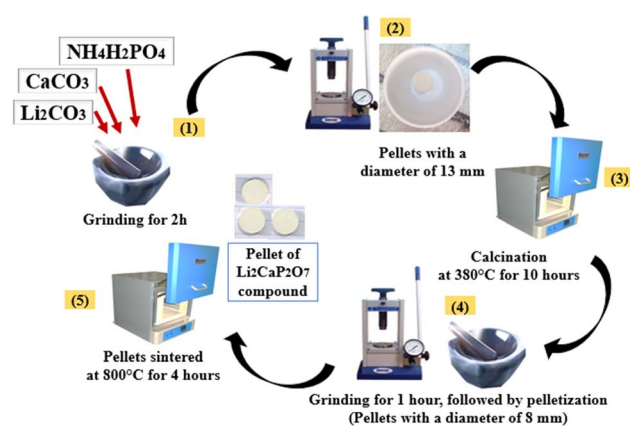 NH4H2PO4
CaCO3
Li2CO3
(1)
Grinding for 2h
(2)
Pellets with a
diameter of 13 mm
(3)
Calcination
at 380°C for 10 hours
(4)
Grinding for 1 hour, followed by pelletization
(Pellets with a diameter of 8 mm)
(5)
Pellets sintered
at 800°C for 4 hours
Pellet of
Li2CaP2O7
compound